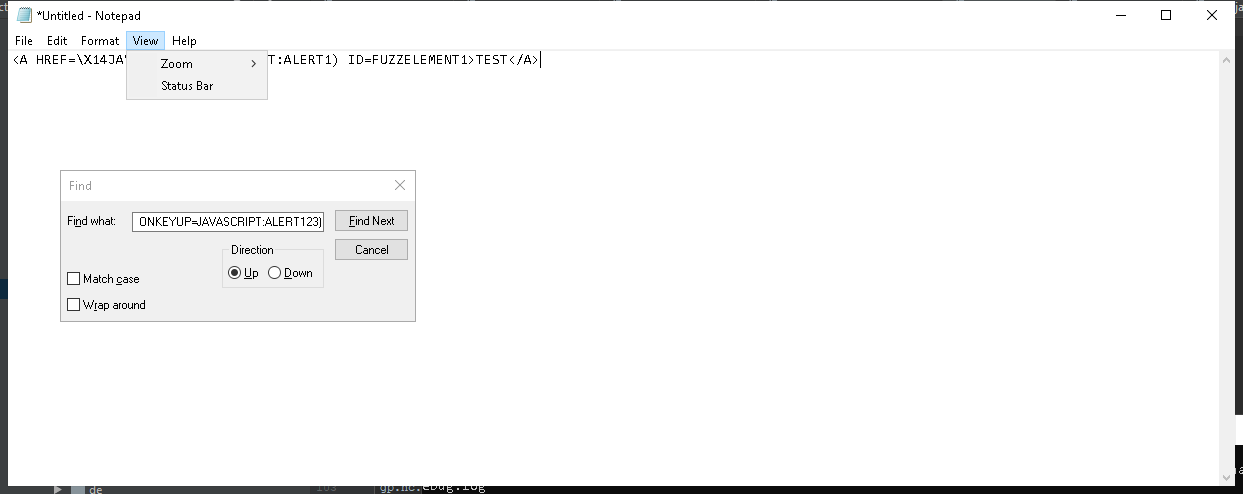 *Untitled - Notepad
File Edit Format View Help
<A HREF=\X14JA T:ALERT1) ID=FUZZELEMENT1>TEST</A>
Zoom
Status Bar
Find
Find what: ONKEYUP=JAVASCRIPT:ALERT123) Find Next
Direction Cancel
Up Down
Match case
Wrap around
de